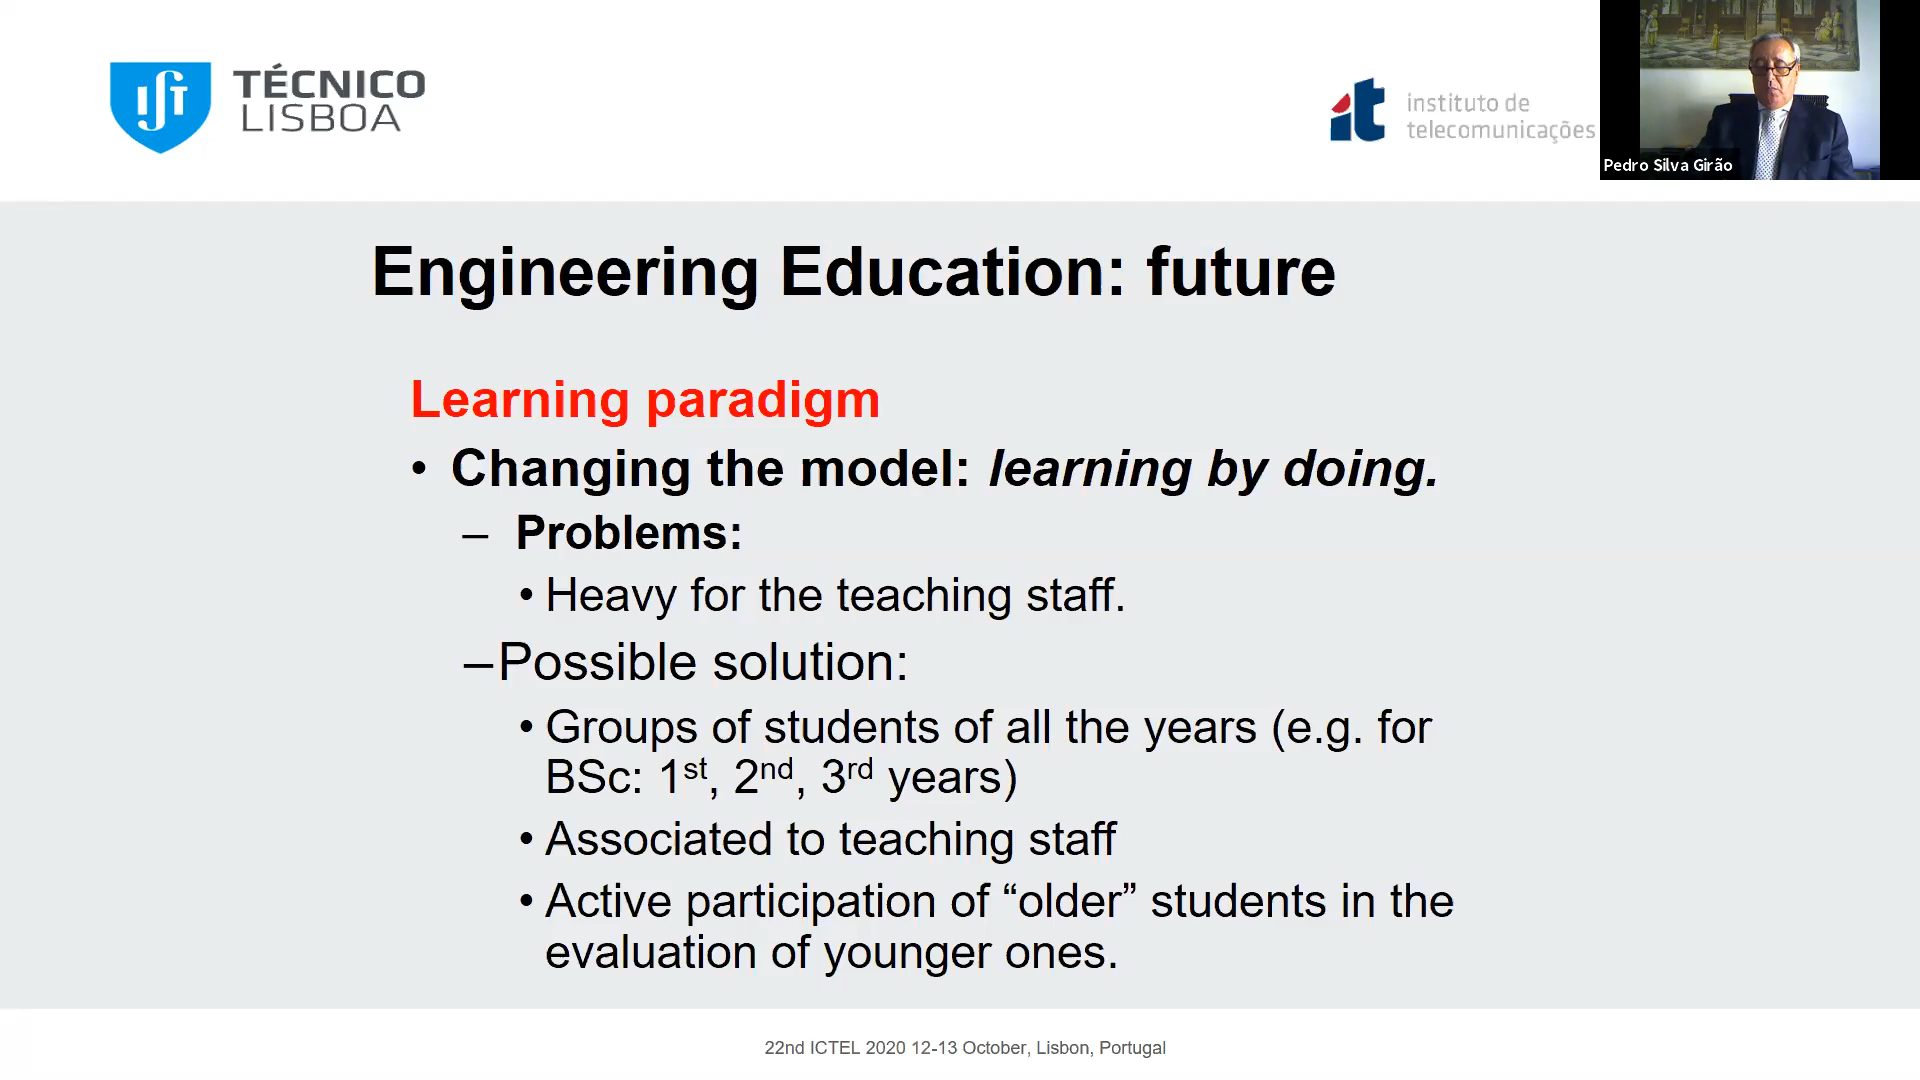 TÉCNICO
LISBOA
instituto de
telecomunicações
Pedro Silva Girão
Engineering Education: future
Learning paradigm
• Changing the model: learning by doing.
– Problems:
• Heavy for the teaching staff.
–Possible solution:
• Groups of students of all the years (e.g. for
BSc: 1st, 2nd, 3rd years)
• Associated to teaching staff
• Active participation of “older” students in the
evaluation of younger ones.
22nd ICTEL 2020 12-13 October, Lisbon, Portugal